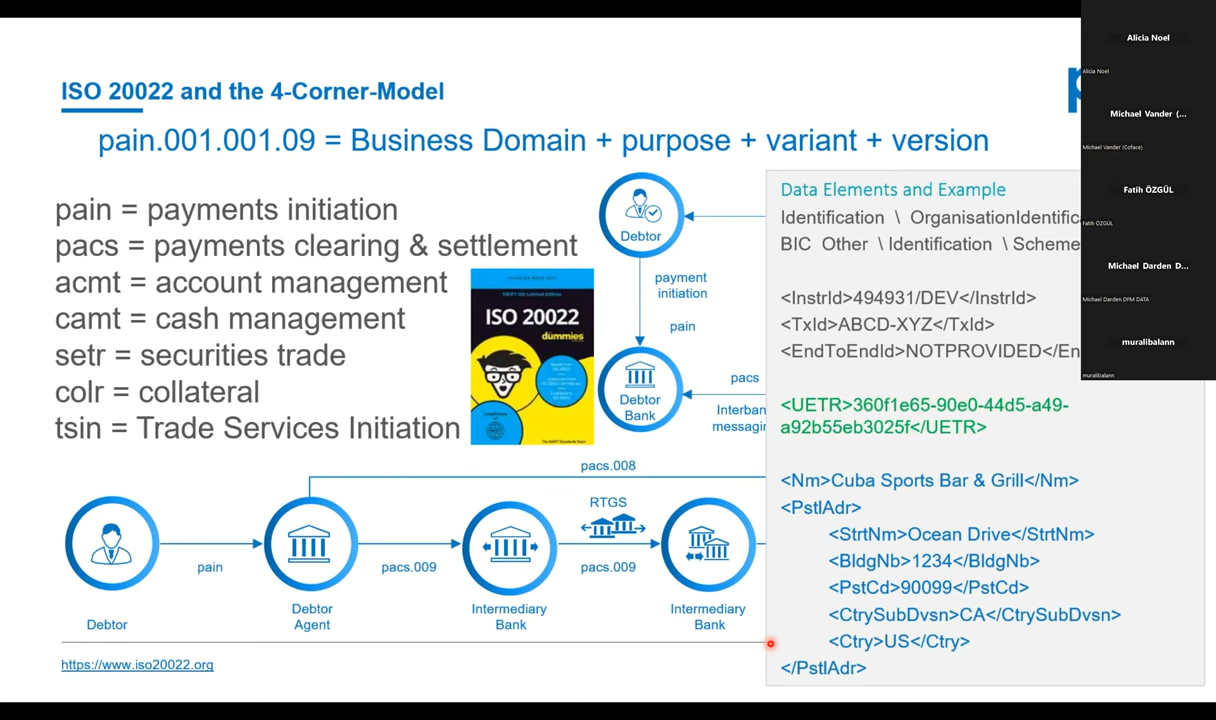 ISO 20022 and the 4-Corner-Model
pain.001.001.09 = Business Domain + purpose + variant + version
pain = payments initiation
pacs = payments clearing & settlement
acmt = account management
camt = cash management
setr = securities trade
colr = collateral
tsin = Trade Services Initiation
ISO 20022
dummies
Debtor
payment
initiation
pain
Debtor
Bank
pacs
Interban
messagin
pacs.008
RTGS
pain
pacs.009
pacs.009
Debtor
Debtor
Agent
Intermediary
Bank
Intermediary
Bank
https://www.iso20022.org
Data Elements and Example
Identification \ OrganisationIdentific
BIC Other \ Identification \ Scheme
<InstrId>494931/DEV</InstrId>
<TxId>ABCD-XYZ</TxId>
<EndToEndId>NOTPROVIDED</En
<UETR>360f1e65-90e0-44d5-a49-
a92b55eb3025f</UETR>
<Nm>Cuba Sports Bar & Grill</Nm>
<PstlAdr>
<StrtNm>Ocean Drive</StrtNm>
<BldgNb>1234</BldgNb>
<PstCd>90099</PstCd>
<CtrySubDvsn>CA</CtrySubDvsn>
<Ctry>US</Ctry>
</PstlAdr>
Alicia Noel
Alicia Noel
Michael Vander (...
Michael Vander (Coface)
Fatih ÖZGÜL
Fatih ÖZGÜL
Michael Darden D...
Michael Darden DFM DATA
muralibalann
muralibalann